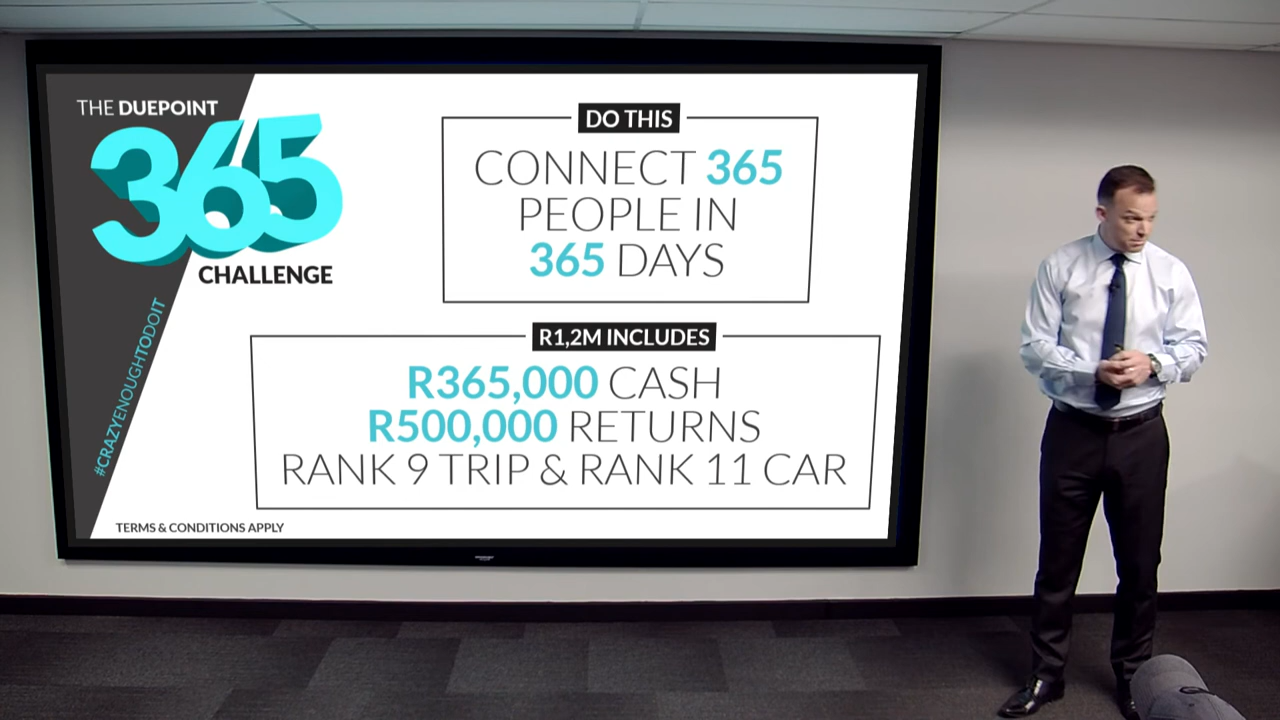 THE DUEPOINT
365
CHALLENGE
#CRAZYENOUGHTODOIT
DO THIS
CONNECT 365
PEOPLE IN
365 DAYS
R1,2M INCLUDES
R365,000 CASH
R500,000 RETURNS
RANK 9 TRIP & RANK 11 CAR
TERMS & CONDITIONS APPLY